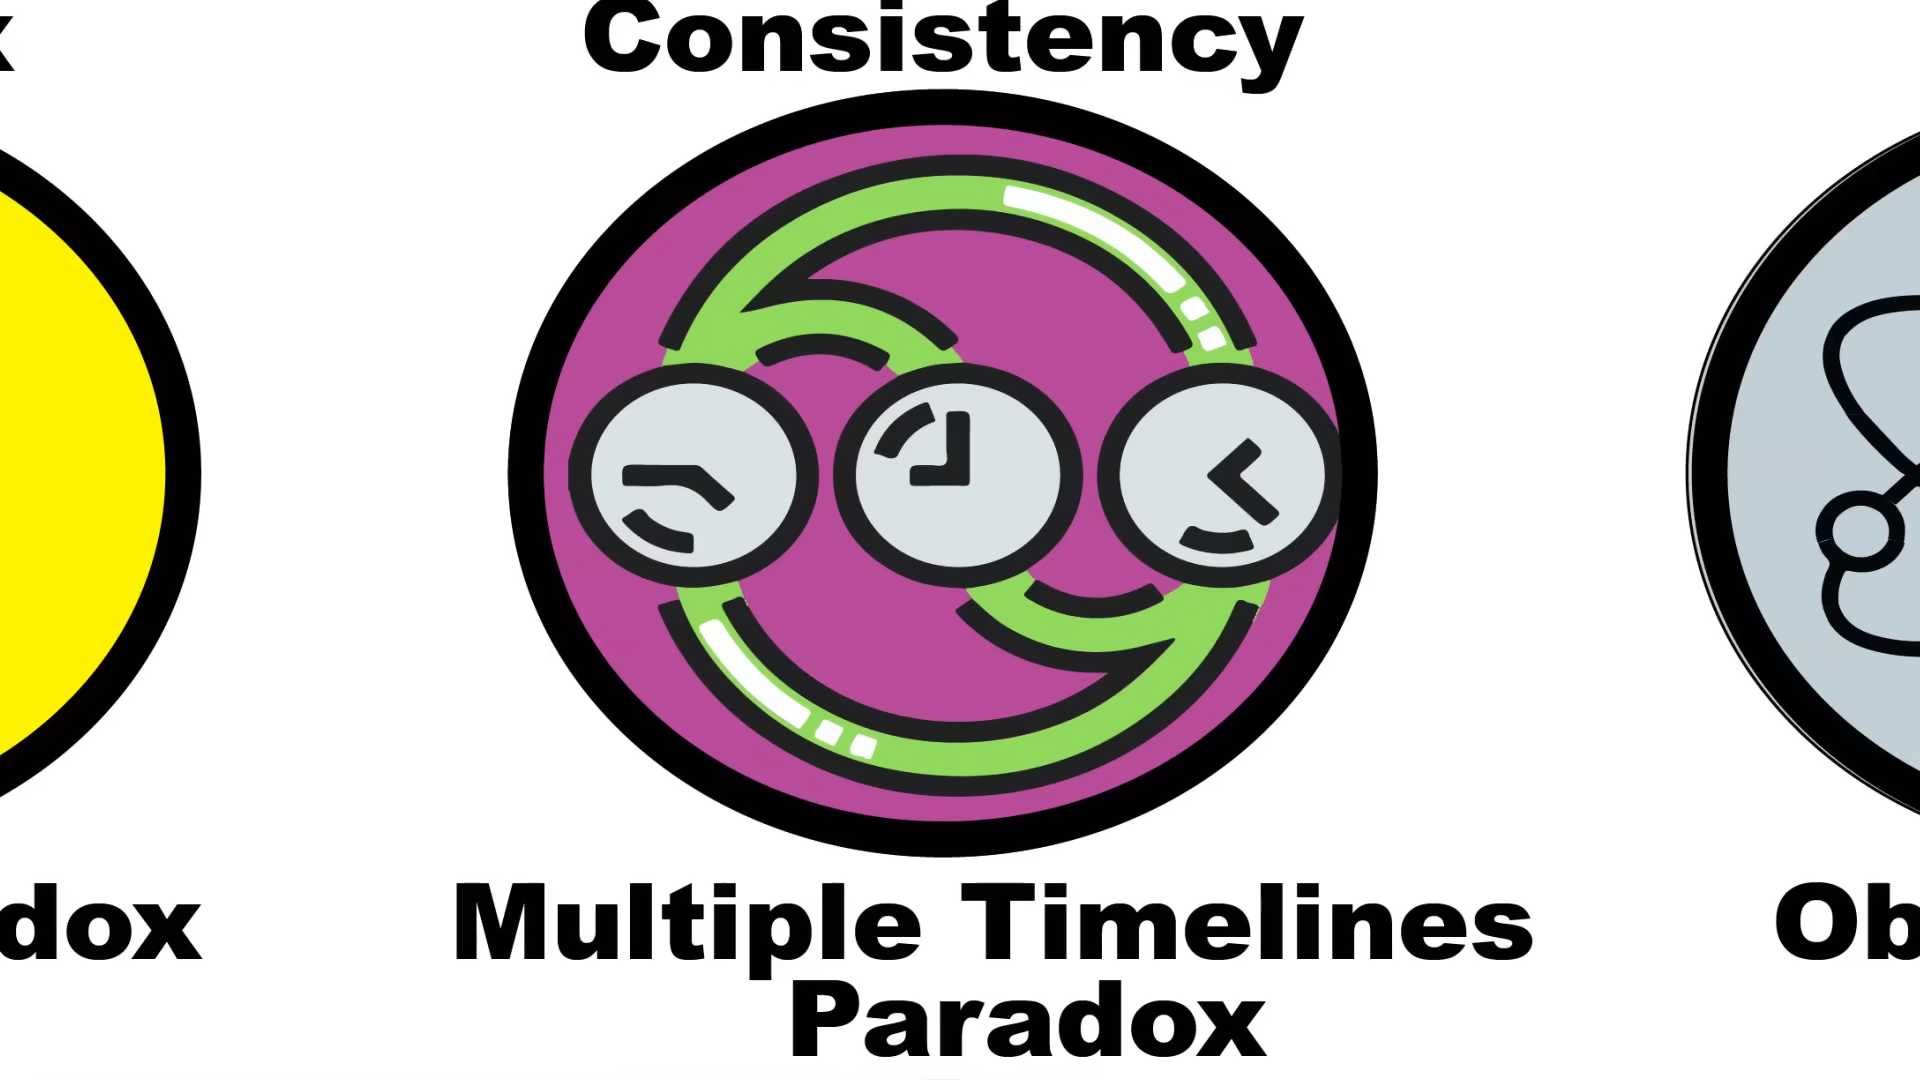 x
Consistency
dox
Multiple Timelines
Paradox
Ob